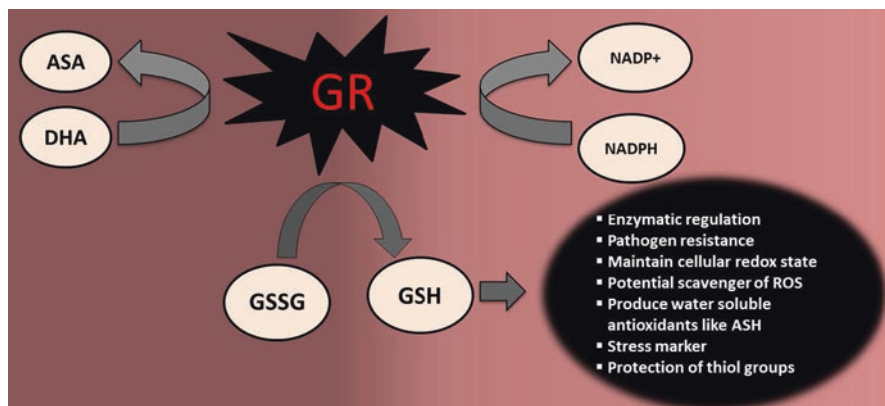 ASA
DHA
GR
NADP+
NADPH
GSSG
GSH
▪ Enzymatic regulation
▪ Pathogen resistance
▪ Maintain cellular redox state
▪ Potential scavenger of ROS
▪ Produce water soluble
antioxidants like ASH
▪ Stress marker
▪ Protection of thiol groups